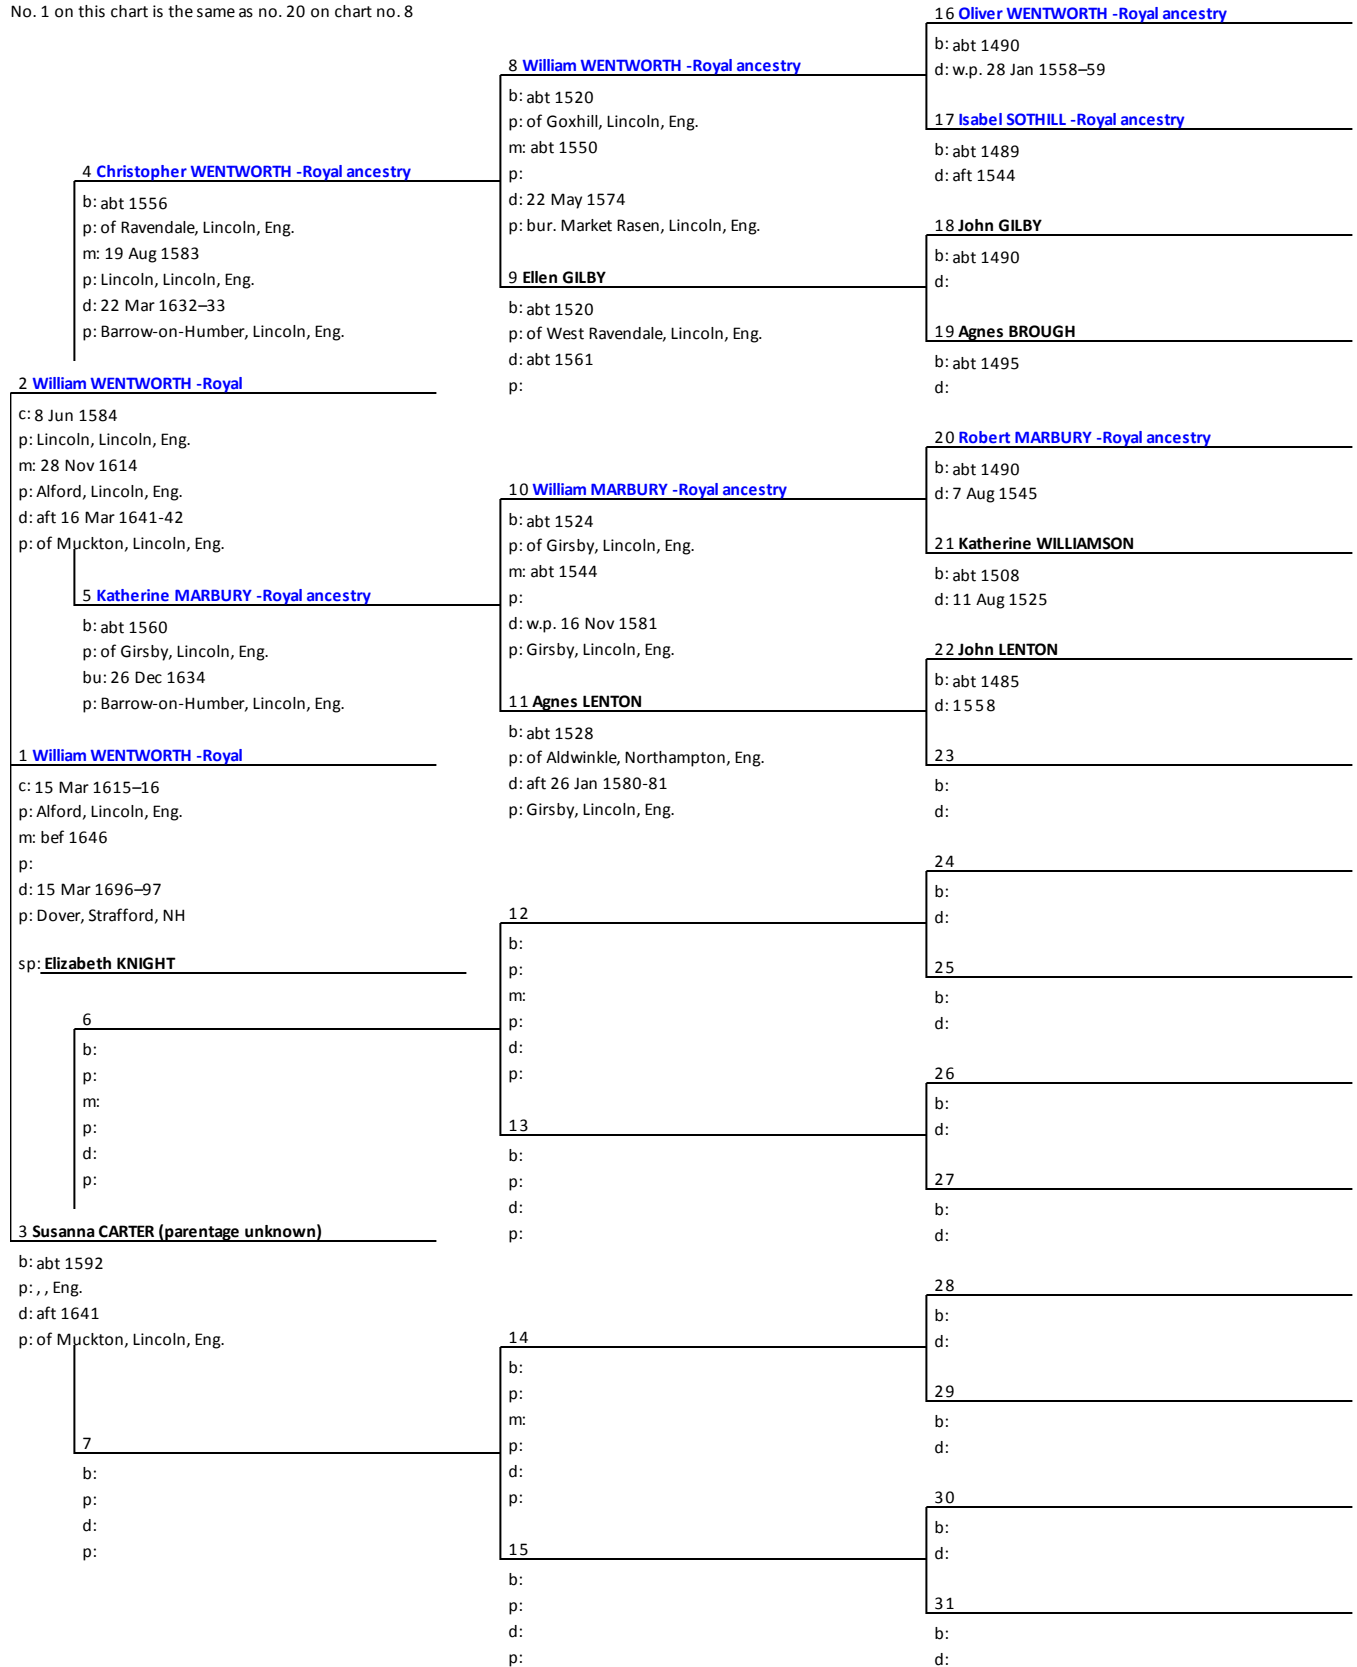 No. 1 on this chart is the same as no. 20 on chart no. 8
16 Oliver WENTWORTH -Royal ancestry
b: abt 1490
d: w.p. 28 Jan 1558–59
8 William WENTWORTH -Royal ancestry
b: abt 1520
p: of Goxhill, Lincoln, Eng.
m: abt 1550
p:
d: 22 May 1574
p: bur. Market Rasen, Lincoln, Eng.
17 Isabel SOTHILL -Royal ancestry
b: abt 1489
d: aft 1544
4 Christopher WENTWORTH -Royal ancestry
b: abt 1556
p: of Ravendale, Lincoln, Eng.
m: 19 Aug 1583
p: Lincoln, Lincoln, Eng.
d: 22 Mar 1632–33
p: Barrow-on-Humber, Lincoln, Eng.
18 John GILBY
b: abt 1490
d:
9 Ellen GILBY
b: abt 1520
p: of West Ravendale, Lincoln, Eng.
d: abt 1561
p:
19 Agnes BROUGH
b: abt 1495
d:
2 William WENTWORTH -Royal
c: 8 Jun 1584
p: Lincoln, Lincoln, Eng.
m: 28 Nov 1614
p: Alford, Lincoln, Eng.
d: aft 16 Mar 1641-42
p: of Muckton, Lincoln, Eng.
20 Robert MARBURY -Royal ancestry
b: abt 1490
d: 7 Aug 1545
10 William MARBURY -Royal ancestry
b: abt 1524
p: of Girsby, Lincoln, Eng.
m: abt 1544
p:
d: w.p. 16 Nov 1581
p: Girsby, Lincoln, Eng.
21 Katherine WILLIAMSON
b: abt 1508
d: 11 Aug 1525
5 Katherine MARBURY -Royal ancestry
b: abt 1560
p: of Girsby, Lincoln, Eng.
bu: 26 Dec 1634
p: Barrow-on-Humber, Lincoln, Eng.
22 John LENTON
b: abt 1485
d: 1558
11 Agnes LENTON
b: abt 1528
p: of Aldwinkle, Northampton, Eng.
d: aft 26 Jan 1580-81
p: Girsby, Lincoln, Eng.
23
b:
d:
1 William WENTWORTH -Royal
c: 15 Mar 1615–16
p: Alford, Lincoln, Eng.
m: bef 1646
p:
d: 15 Mar 1696–97
p: Dover, Strafford, NH
sp: Elizabeth KNIGHT
24
b:
d:
12
b:
p:
m:
p:
d:
p:
25
b:
d:
6
b:
p:
m:
p:
d:
p:
26
b:
d:
13
b:
p:
d:
p:
27
b:
d:
3 Susanna CARTER (parentage unknown)
b: abt 1592
p: , , Eng.
d: aft 1641
p: of Muckton, Lincoln, Eng.
28
b:
d:
14
b:
p:
m:
p:
d:
p:
29
b:
d:
7
b:
p:
d:
p:
30
b:
d:
15
b:
p:
d:
p:
31
b:
d: